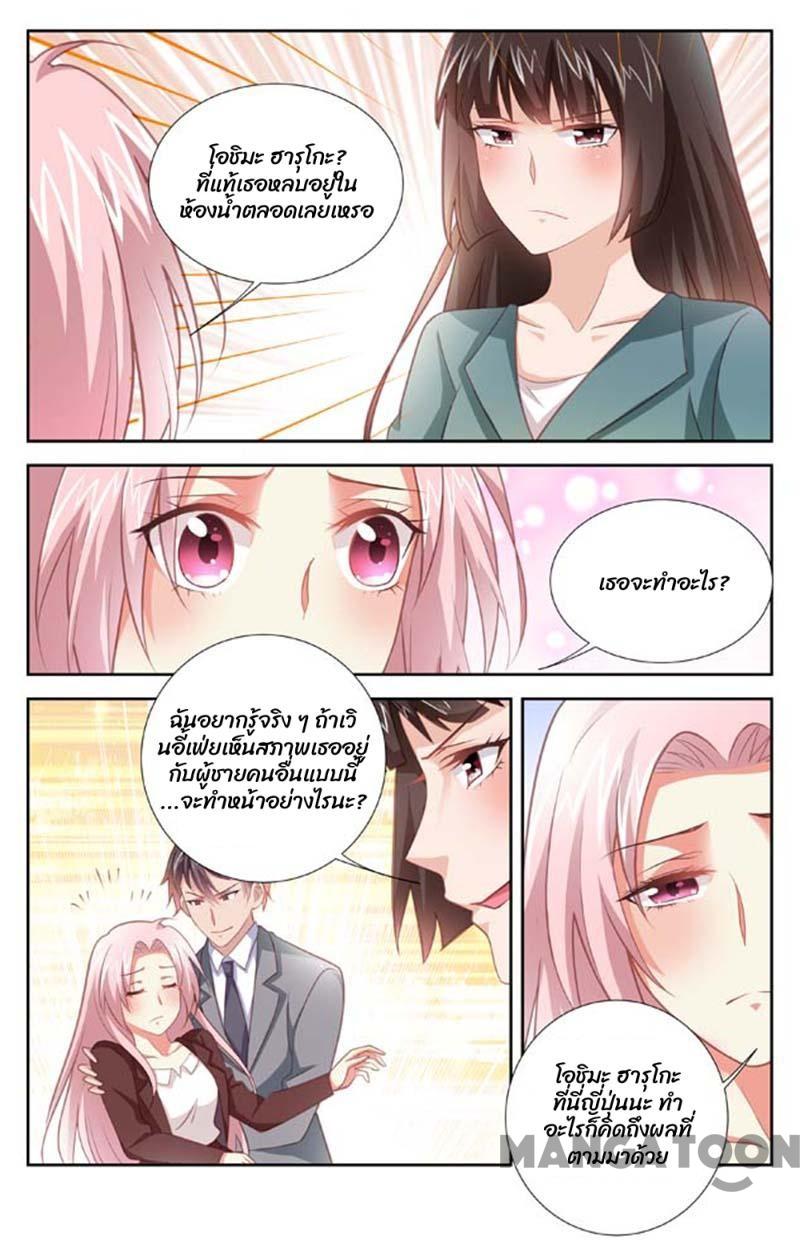 โอชิมะ ฮารุโกะ?
ที่แท้เธอหลบอยู่ใน
ห้องน้ำตลอดเลยเหรอ
เธอจะทำอะไร?
ฉันอยากรู้จริง ๆ ถ้าเวิ
นอี้เฟ่ยเห็นสภาพเธออยู่
กับผู้ชายคนอื่นแบบนี้
...จะทำหน้าอย่างไรนะ?
โอชิมะ ฮารุโกะ
ที่นี่ญี่ปุ่นนะ ทำ
อะไรก็คิดถึงผลที่
ตามมาด้วย
MANGATOON